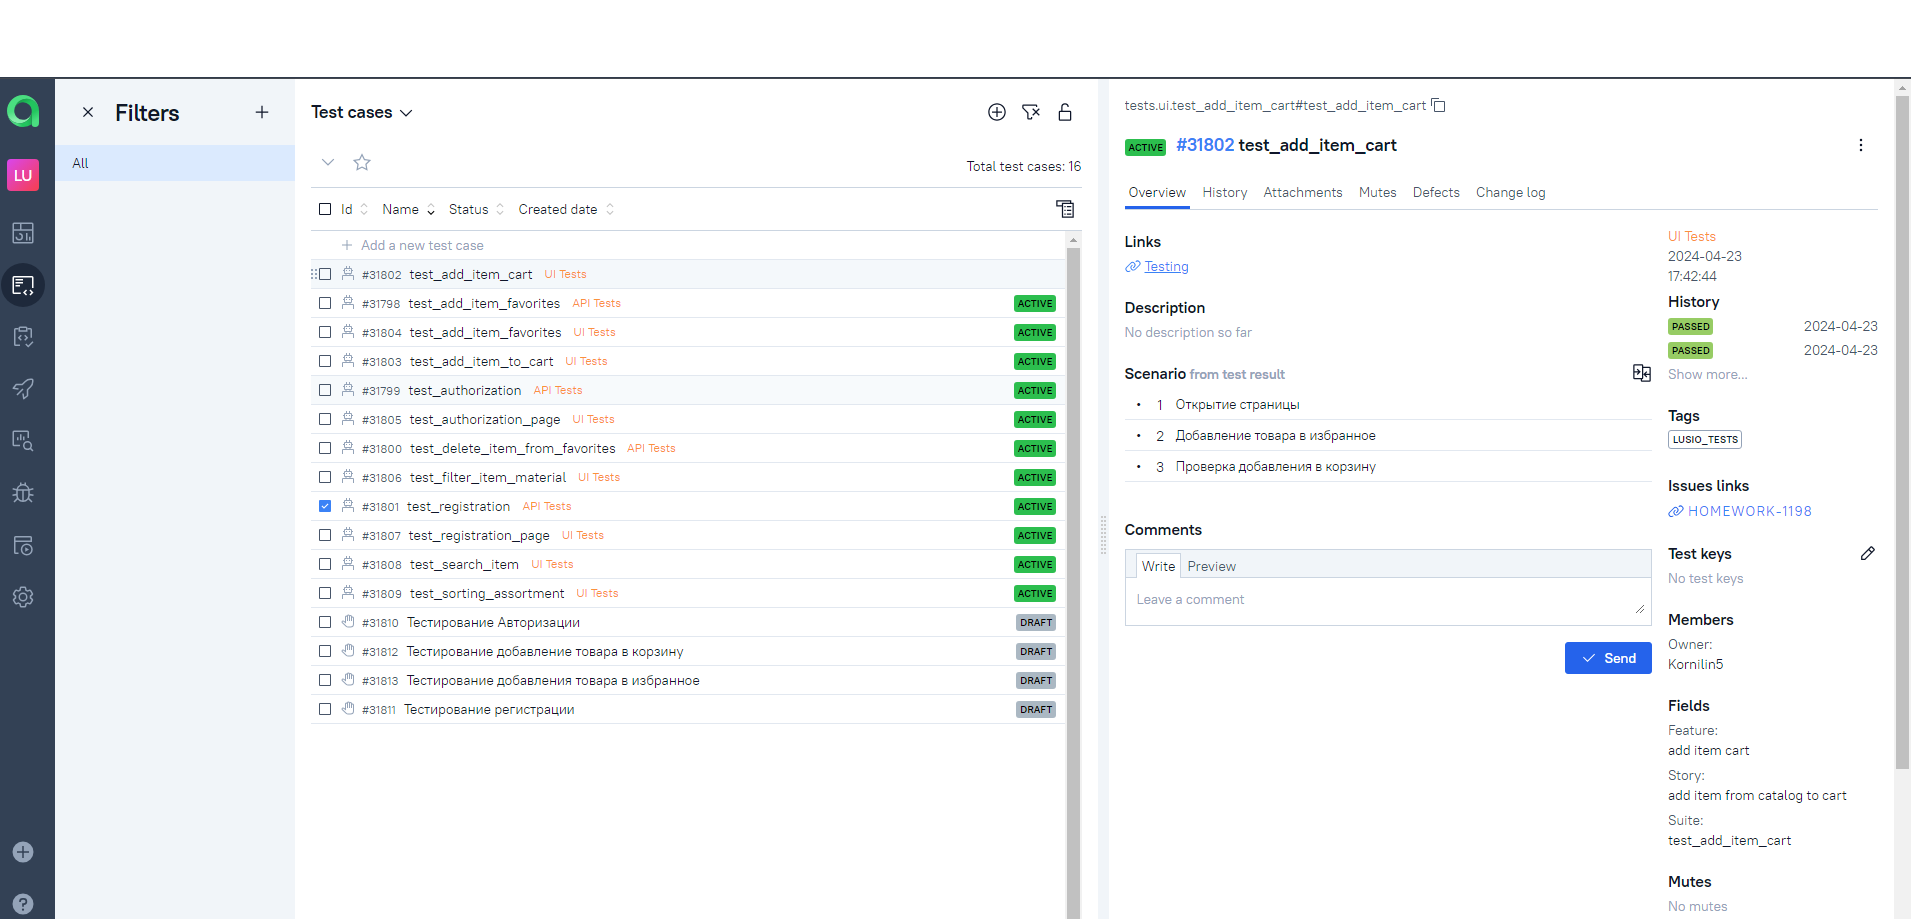 LU
Filters
All
Test cases
Total test cases: 16
Id Name Status Created date
Add a new test case
#31802 test_add_item_cart UI Tests
#31798 test_add_item_favorites API Tests ACTIVE
#31804 test_add_item_favorites UI Tests ACTIVE
#31803 test_add_item_to_cart UI Tests ACTIVE
#31799 test_authorization API Tests ACTIVE
#31805 test_authorization_page UI Tests ACTIVE
#31800 test_delete_item_from_favorites API Tests ACTIVE
#31806 test_filter_item_material UI Tests ACTIVE
#31801 test_registration API Tests ACTIVE
#31807 test_registration_page UI Tests ACTIVE
#31808 test_search_item UI Tests ACTIVE
#31809 test_sorting_assortment UI Tests ACTIVE
#31810 Тестирование Авторизации DRAFT
#31812 Тестирование добавление товара в корзину DRAFT
#31813 Тестирование добавления товара в избранное DRAFT
#31811 Тестирование регистрации DRAFT
tests.ui.test_add_item_cart#test_add_item_cart
ACTIVE #31802 test_add_item_cart
Overview History Attachments Mutes Defects Change log
Links
Testing
Description
No description so far
Scenario from test result
1 Открытие страницы
2 Добавление товара в избранное
3 Проверка добавления в корзину
Comments
Write Preview
Leave a comment
Send
UI Tests
2024-04-23
17:42:44
History
PASSED 2024-04-23
PASSED 2024-04-23
Show more...
Tags
LUSIO_TESTS
Issues links
HOMEWORK-1198
Test keys
No test keys
Members
Owner:
Kornilin5
Fields
Feature:
add item cart
Story:
add item from catalog to cart
Suite:
test_add_item_cart
Mutes
No mutes